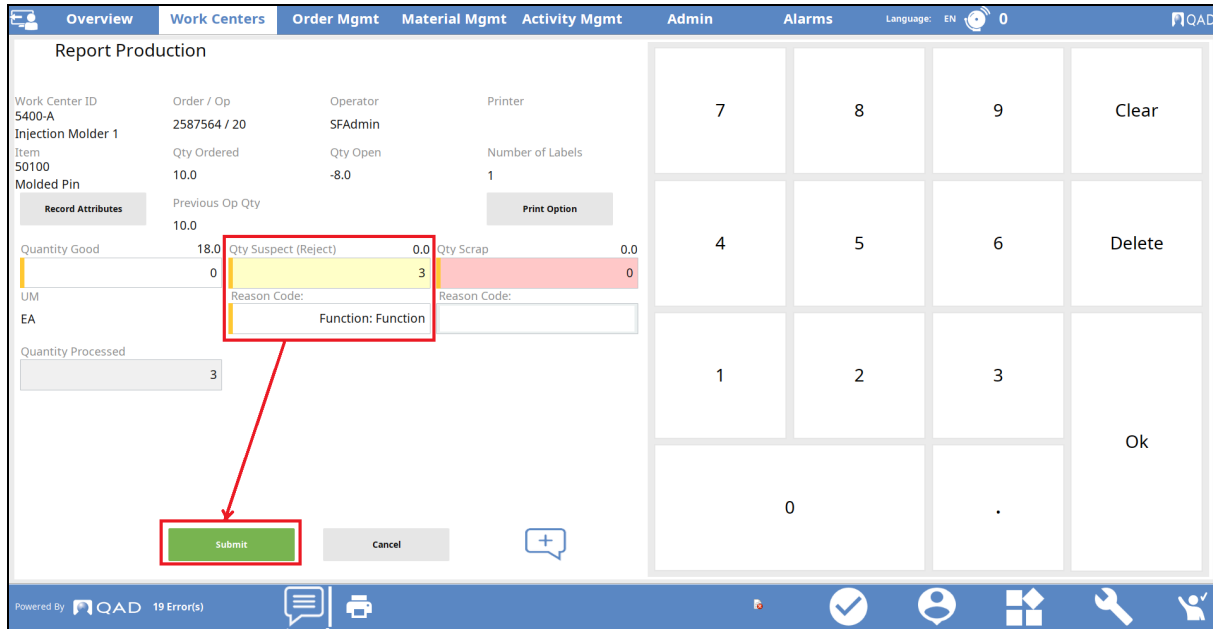 Overview Work Centers Order Mgmt Material Mgmt Activity Mgmt Admin Alarms Language: EN 0 QAD
Report Production
Work Center ID Order / Op Operator Printer
5400-A 2587564 / 20 SFAdmin
Injection Molder 1
Item Qty Ordered Qty Open Number of Labels
50100 10.0 -8.0 1
Molded Pin
Record Attributes Previous Op Qty Print Option
10.0
Quantity Good 18.0 Qty Suspect (Reject) 0.0 Qty Scrap 0.0
0 3 0
UM Reason Code: Reason Code:
EA Function: Function
Quantity Processed
3
Submit Cancel
7 8 9 Clear
4 5 6 Delete
1 2 3 Ok
0 .
Powered By QAD 19 Error(s)